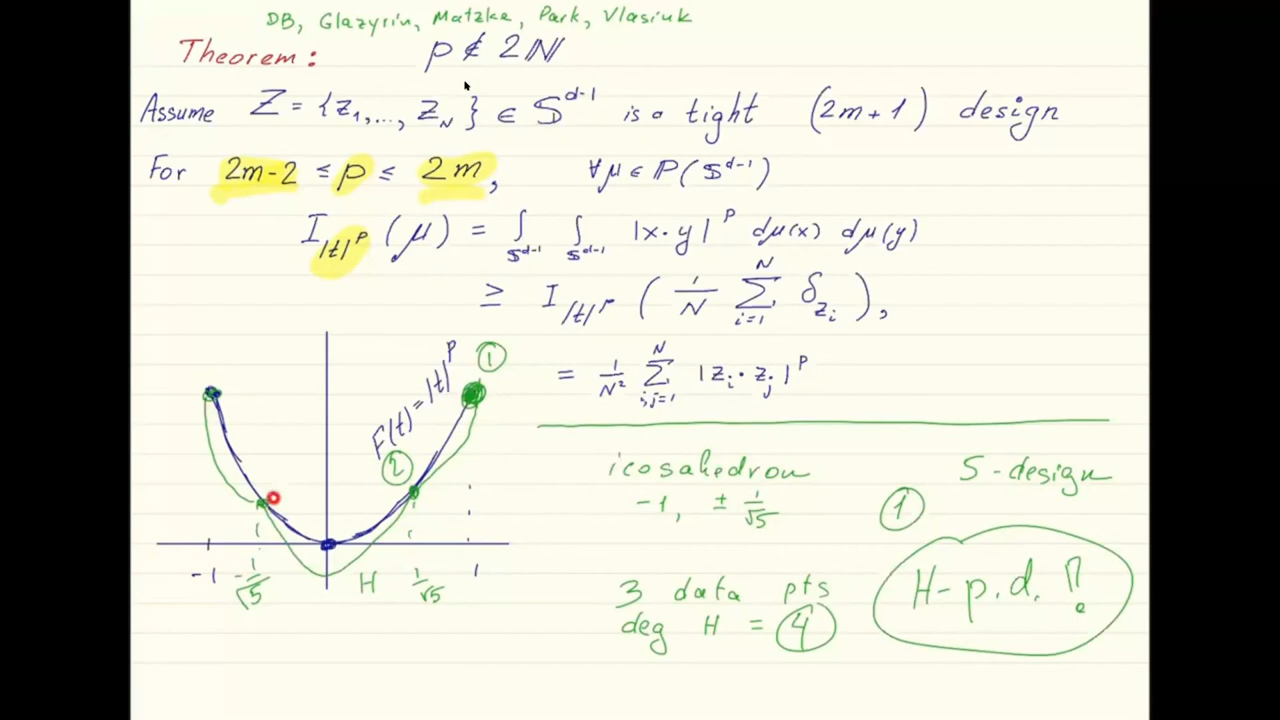 DB, Glazyrin, Matzke, Park, Vlasiuk
Theorem: p ∉ 2ℕ
Assume Z = {z₁,..., z_N} ∈ 𝕊^{d-1} is a tight (2m+1) design
For 2m-2 ≤ p ≤ 2m, ∀μ ∈ ℙ(𝕊^{d-1})
I_{|t|^p} (μ) = ∫_{𝕊^{d-1}} ∫_{𝕊^{d-1}} |x·y|^p dμ(x) dμ(y)
≥ I_{|t|^p} ( 1/N ∑_{i=1}^{N} δ_{z_i} ),
= 1/N² ∑_{i,j=1}^{N} |z_i · z_j|^p
F(t) = |t|^p
①
②
-1 -1/√5 H 1/√5 1
icosahedron 5-design
-1, ± 1/√5
①
3 data pts
deg H = 4
H-p.d.!?